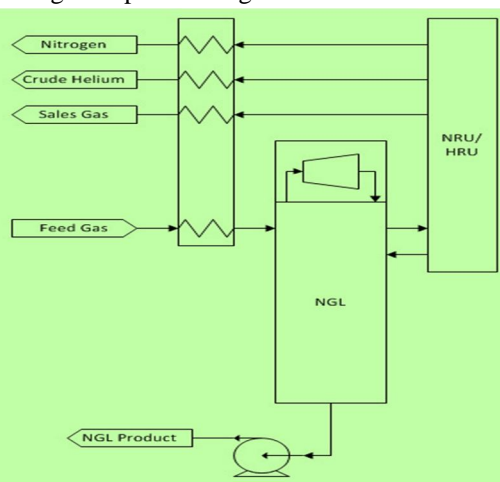 Nitrogen
Crude Helium
Sales Gas
NRU/
HRU
Feed Gas
NGL
NGL Product